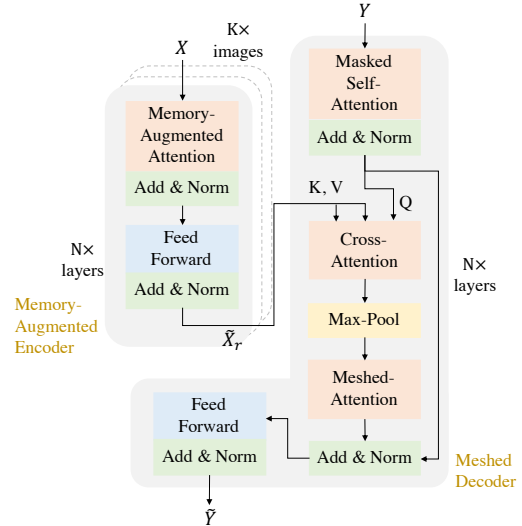 K×
images
X
Memory-
Augmented
Attention
Add & Norm
Feed
Forward
Add & Norm
N×
layers
Memory-
Augmented
Encoder
X̃r
Y
Masked
Self-
Attention
Add & Norm
K, V
Q
Cross-
Attention
Max-Pool
Meshed-
Attention
Add & Norm
N×
layers
Feed
Forward
Add & Norm
Meshed
Decoder
Ỹ